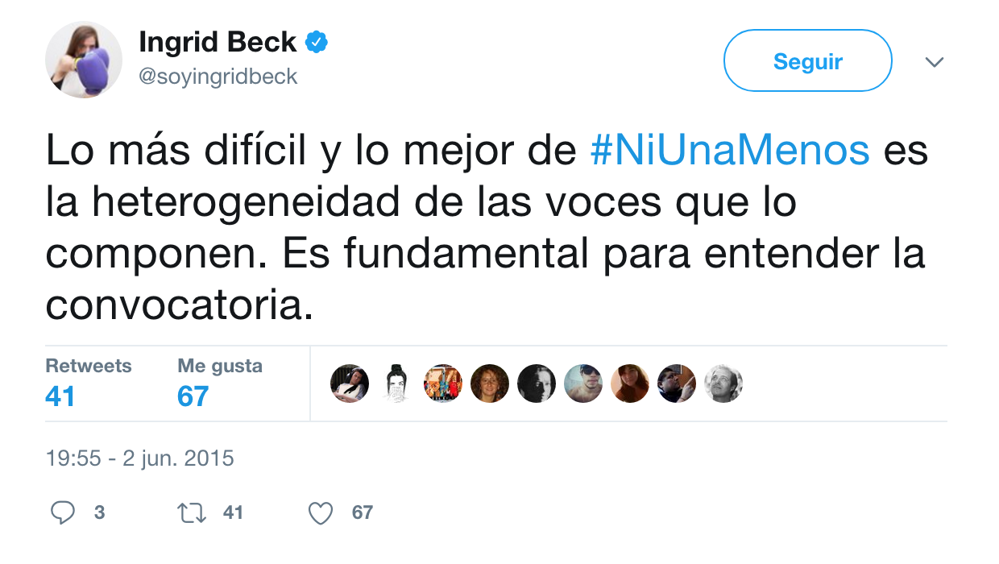 Ingrid Beck
@soyingridbeck
Seguir
Lo más difícil y lo mejor de #NiUnaMenos es
la heterogeneidad de las voces que lo
componen. Es fundamental para entender la
convocatoria.
Retweets Me gusta
41 67
19:55 - 2 jun. 2015
3 41 67